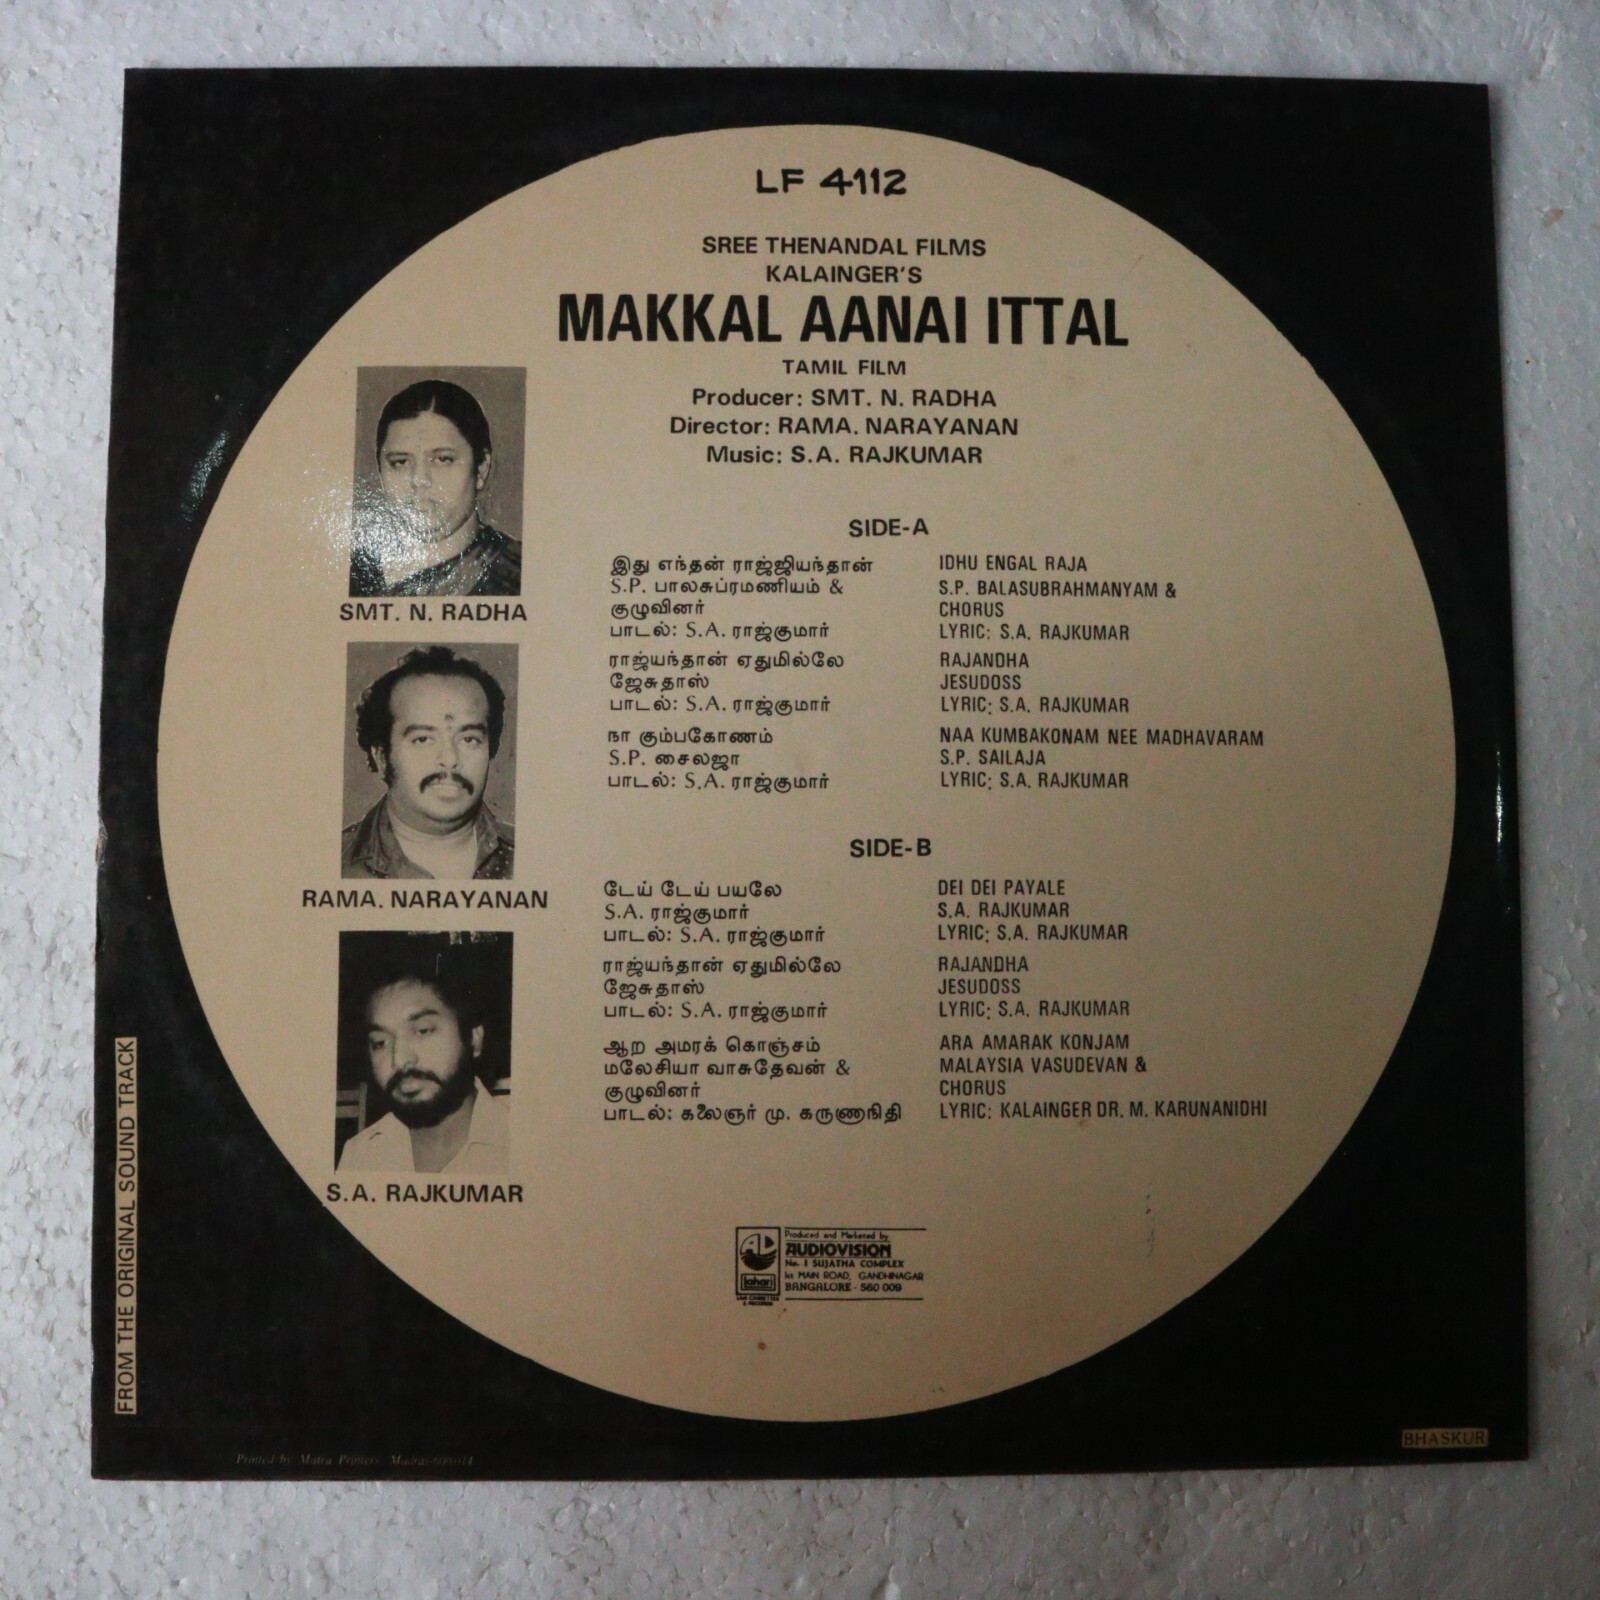 LF 4112
SREE THENANDAL FILMS
KALAINGER'S
MAKKAL AANAI ITTAL
TAMIL FILM
Producer: SMT. N. RADHA
Director: RAMA. NARAYANAN
Music: S.A. RAJKUMAR
SMT. N. RADHA
RAMA. NARAYANAN
S.A. RAJKUMAR
SIDE-A
இது எந்தன் ராஜ்ஜியந்தான்
S.P. பாலசுப்ரமணியம் &
குழுவினர்
பாடல்: S.A. ராஜ்குமார்
ராஜ்யந்தான் ஏதுமில்லே
ஜேசுதாஸ்
பாடல்: S.A. ராஜ்குமார்
நா கும்பகோணம்
S.P. சைலஜா
பாடல்: S.A. ராஜ்குமார்
IDHU ENGAL RAJA
S.P. BALASUBRAHMANYAM &
CHORUS
LYRIC: S.A. RAJKUMAR
RAJANDHA
JESUDOSS
LYRIC: S.A. RAJKUMAR
NAA KUMBAKONAM NEE MADHAVARAM
S.P. SAILAJA
LYRIC: S.A. RAJKUMAR
SIDE-B
டேய் டேய் பயலே
S.A. ராஜ்குமார்
பாடல்: S.A. ராஜ்குமார்
ராஜ்யந்தான் ஏதுமில்லே
ஜேசுதாஸ்
பாடல்: S.A. ராஜ்குமார்
ஆற அமரக் கொஞ்சம்
மலேசியா வாசுதேவன் &
குழுவினர்
பாடல்: கலைஞர் மு. கருணாநிதி
DEI DEI PAYALE
S.A. RAJKUMAR
LYRIC: S.A. RAJKUMAR
RAJANDHA
JESUDOSS
LYRIC: S.A. RAJKUMAR
ARA AMARAK KONJAM
MALAYSIA VASUDEVAN &
CHORUS
LYRIC: KALAINGER DR. M. KARUNANIDHI
lahari
Produced and Marketed by
AUDIOVISION
No. 1 SUJATHA COMPLEX
1st MAIN ROAD, GANDHINAGAR
BANGALORE - 560 009
FROM THE ORIGINAL SOUND TRACK
Printed by Mutra Printers, Madras-600014
BHASKUR